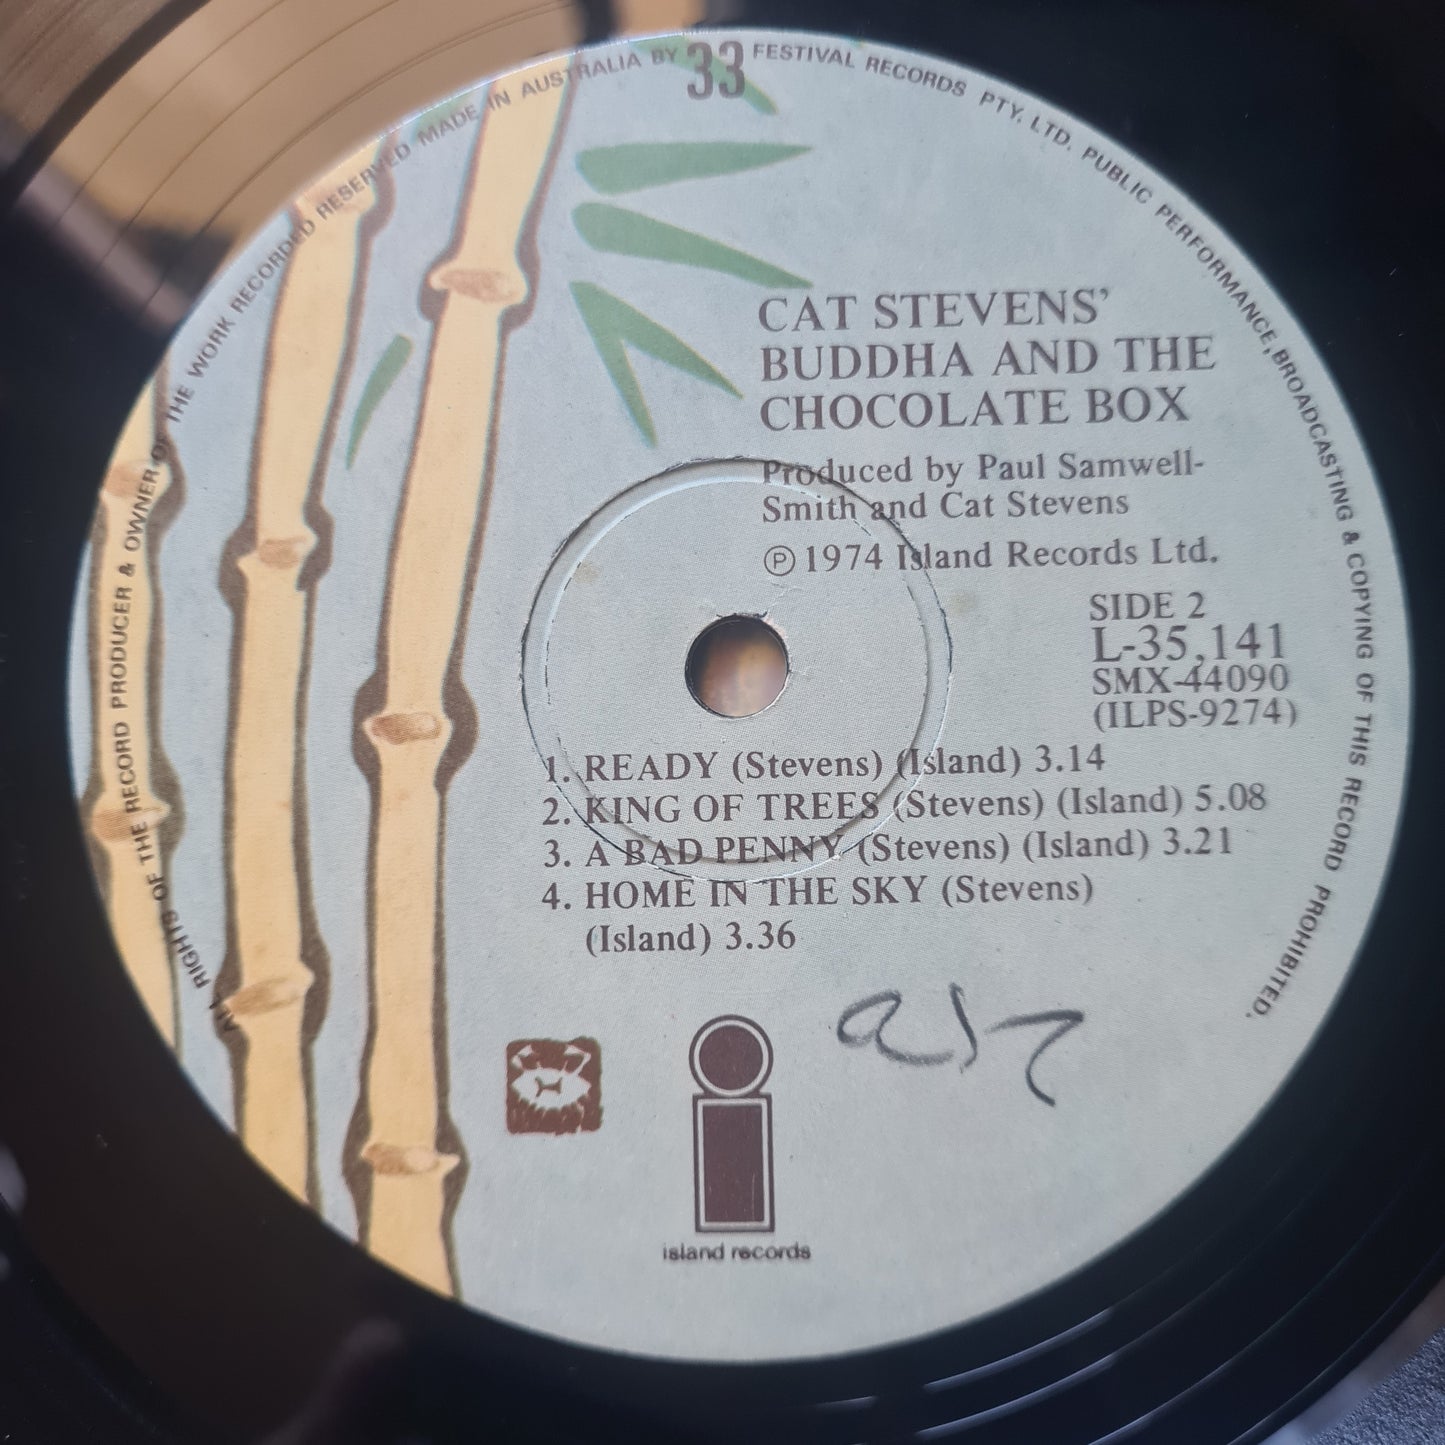 ALL RIGHTS OF THE RECORD PRODUCER & OWNER OF THE WORK RECORDED RESERVED MADE IN AUSTRALIA BY
33
FESTIVAL RECORDS PTY. LTD. PUBLIC PERFORMANCE, BROADCASTING & COPYING OF THIS RECORD PROHIBITED.
CAT STEVENS'
BUDDHA AND THE
CHOCOLATE BOX
Produced by Paul Samwell-
Smith and Cat Stevens
℗ 1974 Island Records Ltd.
SIDE 2
L-35,141
SMX-44090
(ILPS-9274)
1. READY (Stevens) (Island) 3.14
2. KING OF TREES (Stevens) (Island) 5.08
3. A BAD PENNY (Stevens) (Island) 3.21
4. HOME IN THE SKY (Stevens)
(Island) 3.36
i
island records